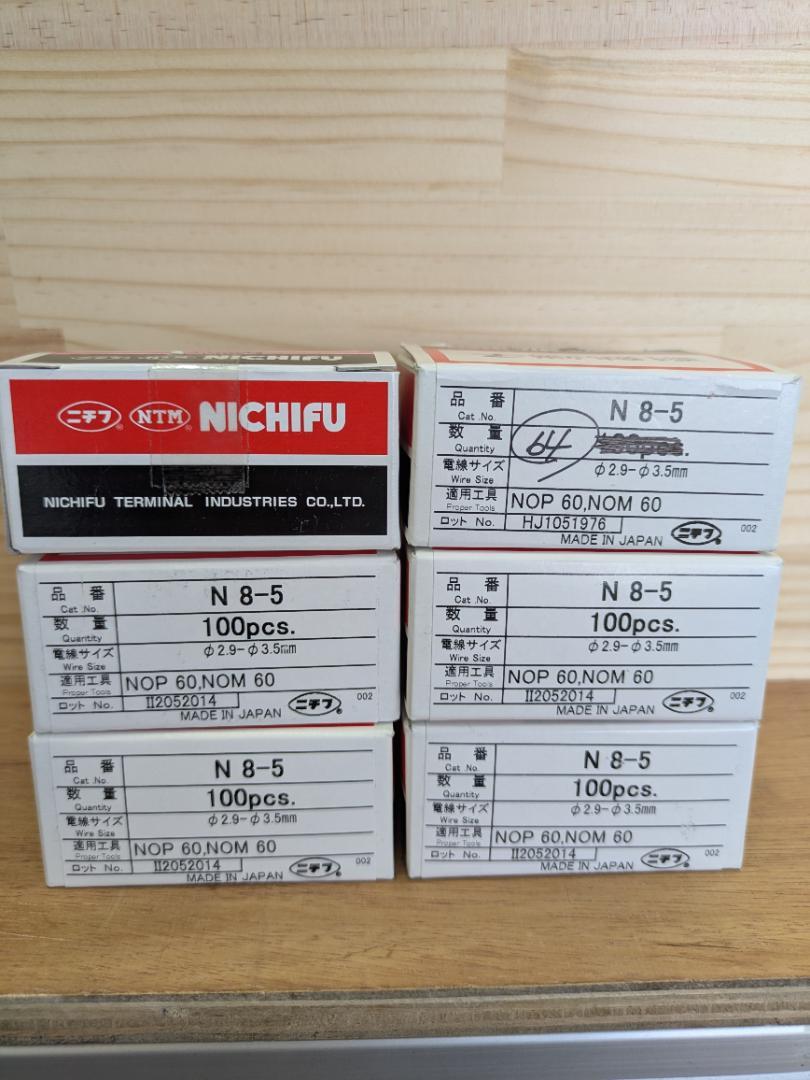 ニチフ® NTM® NICHIFU
NICHIFU TERMINAL INDUSTRIES CO.,LTD.
品 番
Cat .No.
N 8-5
数 量
Quantity
64
100pcs.
電線サイズ
Wire Size
φ2.9-φ3.5mm
適用工具
Proper Tools
NOP 60,NOM 60
ロット No.
HJ1051976
MADE IN JAPAN
ニチフ®
002
品 番
Cat .No.
N 8-5
数 量
Quantity
100pcs.
電線サイズ
Wire Size
φ2.9-φ3.5mm
適用工具
Proper Tools
NOP 60,NOM 60
ロット No.
II2052014
MADE IN JAPAN
ニチフ®
002
品 番
Cat .No.
N 8-5
数 量
Quantity
100pcs.
電線サイズ
Wire Size
φ2.9-φ3.5mm
適用工具
Proper Tools
NOP 60,NOM 60
ロット No.
II2052014
MADE IN JAPAN
ニチフ®
002
品 番
Cat .No.
N 8-5
数 量
Quantity
100pcs.
電線サイズ
Wire Size
φ2.9-φ3.5mm
適用工具
Proper Tools
NOP 60,NOM 60
ロット No.
II2052014
MADE IN JAPAN
ニチフ®
002
品 番
Cat .No.
N 8-5
数 量
Quantity
100pcs.
電線サイズ
Wire Size
φ2.9-φ3.5mm
適用工具
Proper Tools
NOP 60,NOM 60
ロット No.
II2052014
MADE IN JAPAN
ニチフ®
002